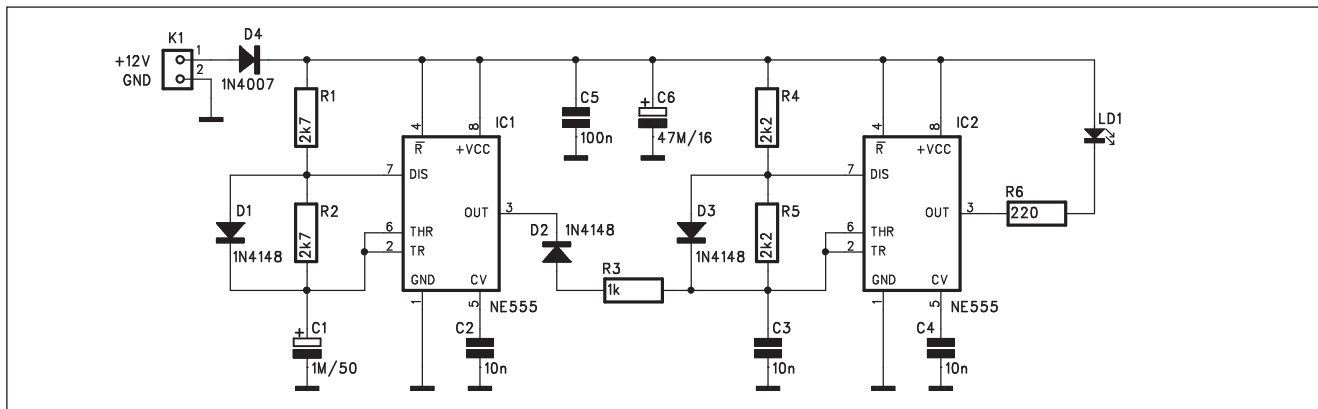 K1
+12V
GND
1
2
D4
1N4007
R1
2k7
D1
1N4148
R2
2k7
C1
+
1M/50
IC1
4
8
R
+VCC
7
DIS
OUT
3
6
THR
2
TR
GND
CV
1
5
NE555
C2
10n
D2
1N4148
R3
1k
C5
100n
+
C6
47M/16
R4
2k2
D3
1N4148
R5
2k2
C3
10n
IC2
4
8
R
+VCC
7
DIS
OUT
3
6
THR
2
TR
GND
CV
1
5
NE555
C4
10n
R6
220
LD1